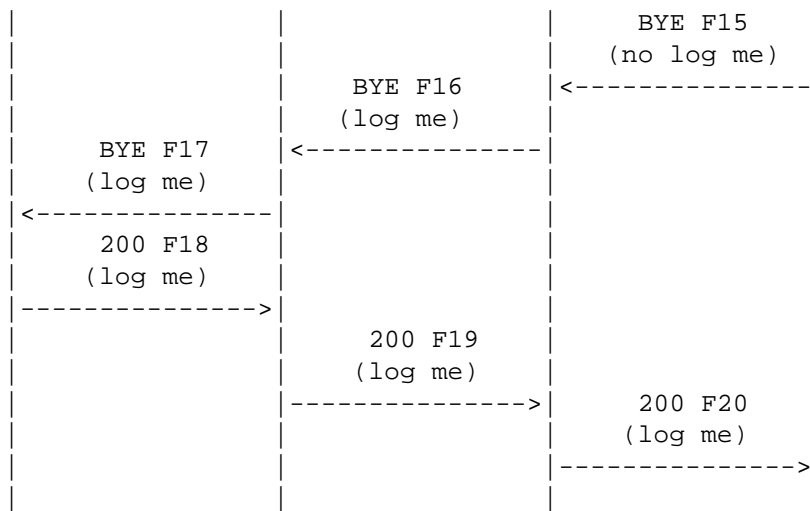 BYE F15
(no log me)
BYE F16
(log me)
BYE F17
(log me)
200 F18
(log me)
200 F19
(log me)
200 F20
(log me)